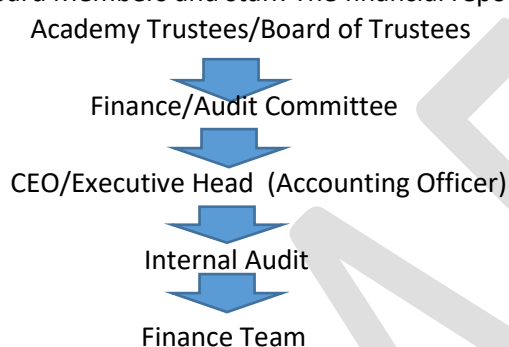 Academy Trustees/Board of Trustees
Finance/Audit Committee
CEO/Executive Head (Accounting Officer)
Internal Audit
Finance Team